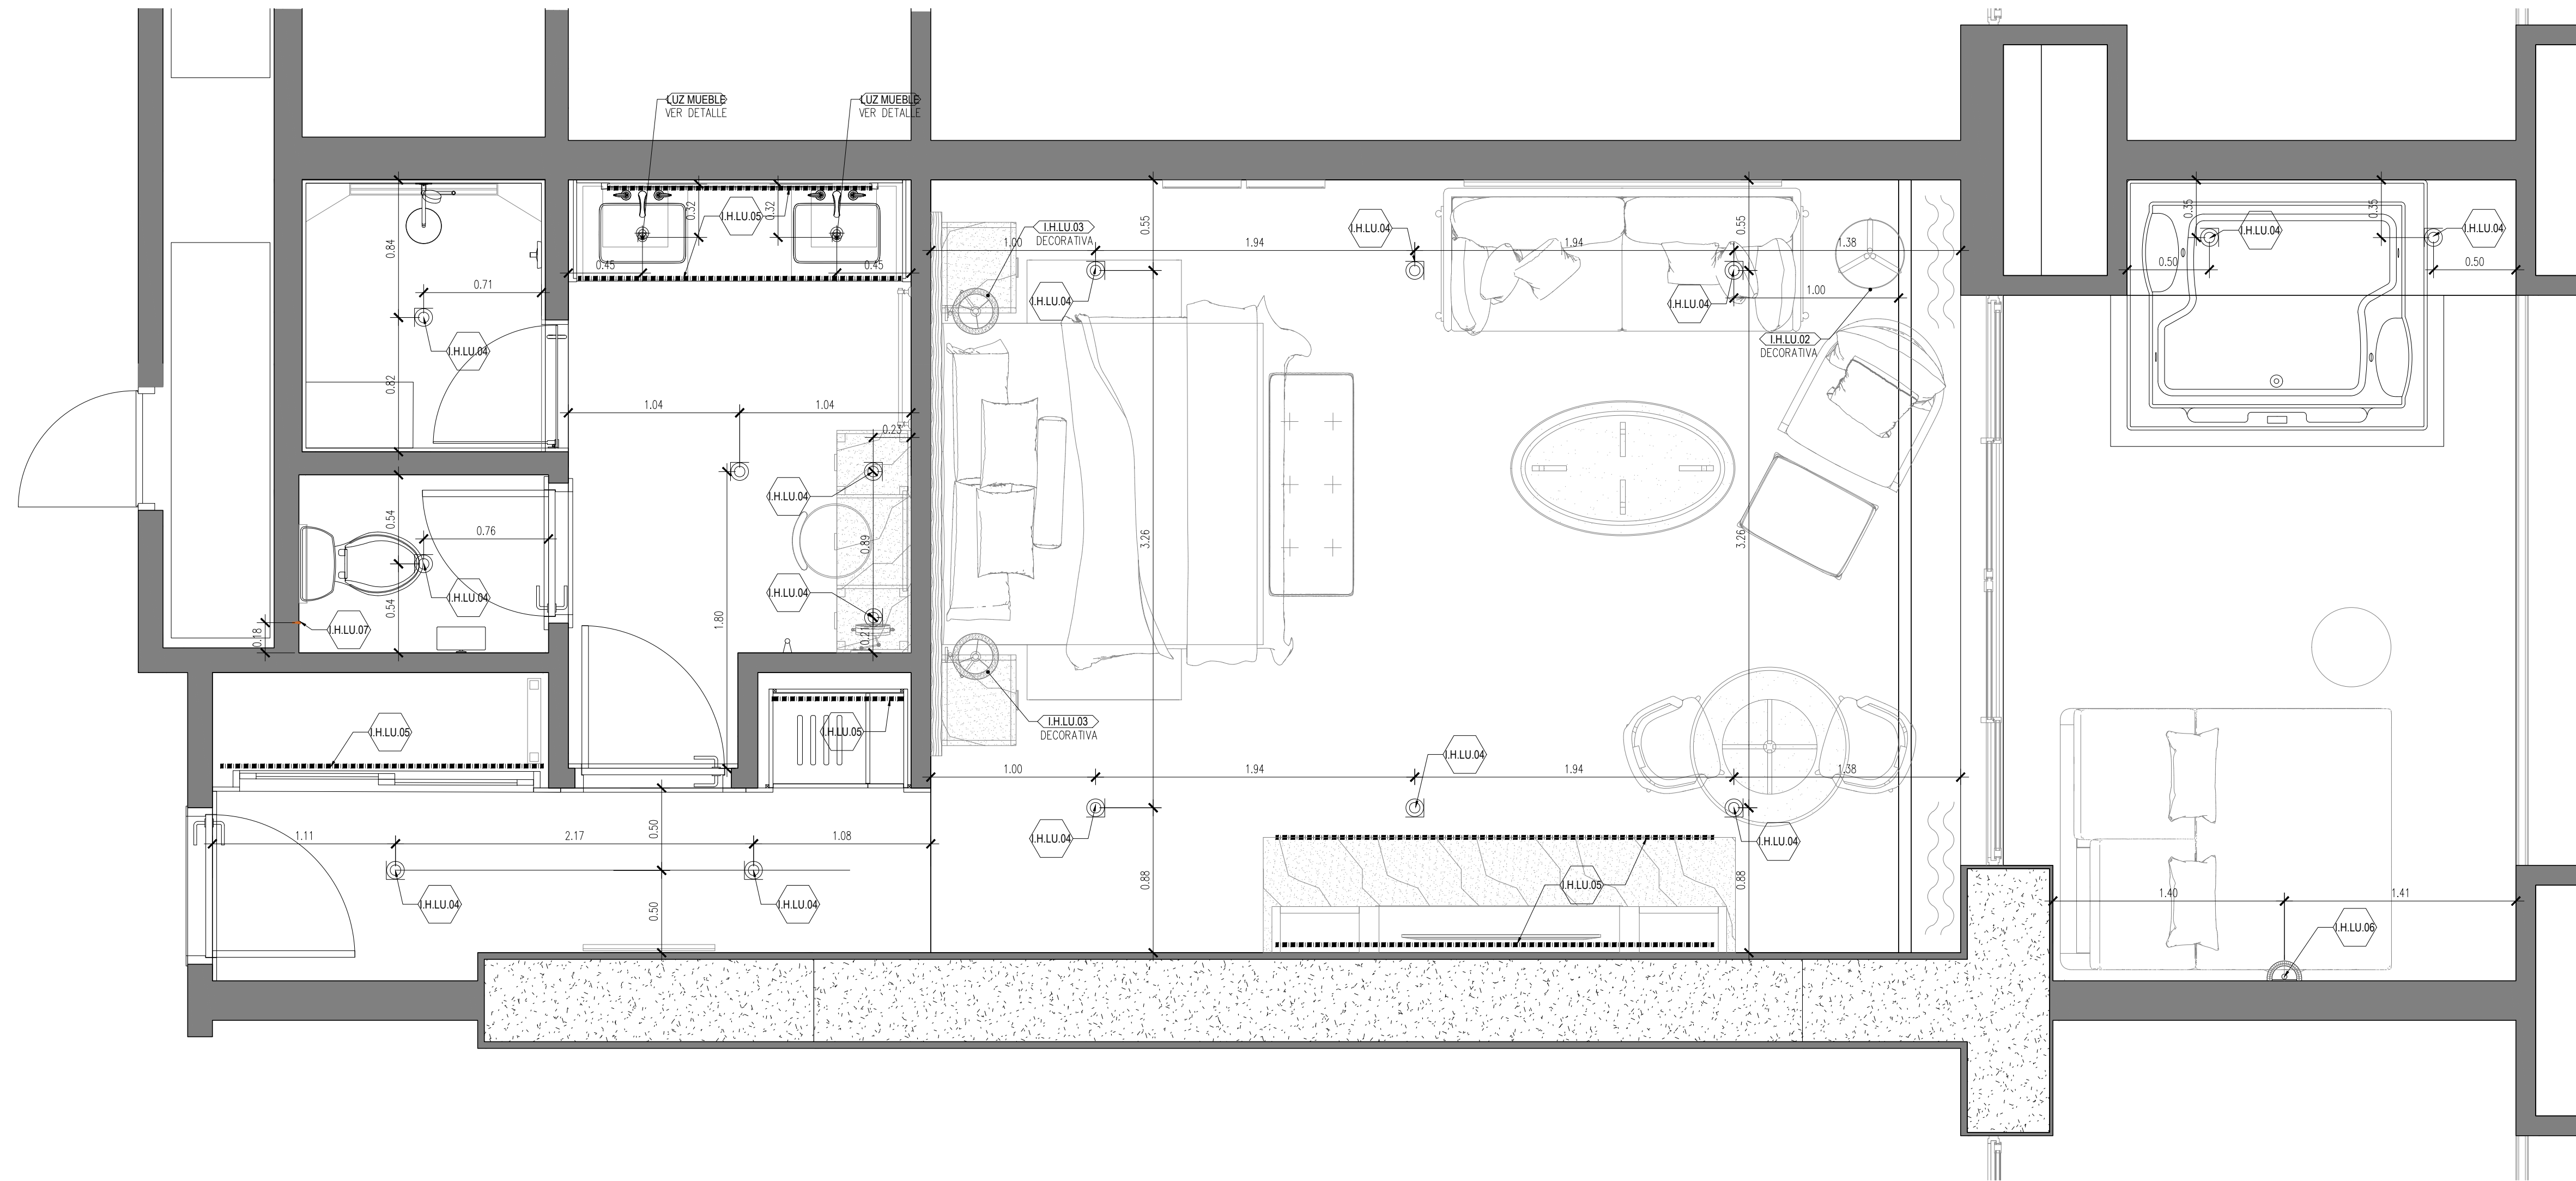 LUZ MUEBLE
VER DETALLE
LUZ MUEBLE
VER DETALLE
0.84
0.71
I.H.LU.04
0.82
0.32
I.H.LU.05
0.32
0.45
0.45
1.04
1.04
0.23
I.H.LU.04
0.89
I.H.LU.04
0.21
1.80
0.54
0.76
I.H.LU.04
0.54
I.H.LU.07
0.18
I.H.LU.05
I.H.LU.05
1.11
2.17
0.50
1.08
0.50
I.H.LU.04
I.H.LU.04
I.H.LU.03
DECORATIVA
1.00
0.55
1.94
I.H.LU.04
1.94
0.55
1.38
I.H.LU.04
I.H.LU.04
1.00
I.H.LU.02
DECORATIVA
3.26
3.26
I.H.LU.03
DECORATIVA
1.00
1.94
I.H.LU.04
1.94
1.38
I.H.LU.04
I.H.LU.04
0.88
I.H.LU.05
0.88
0.35
I.H.LU.04
0.35
I.H.LU.04
0.50
0.50
1.40
1.41
I.H.LU.06